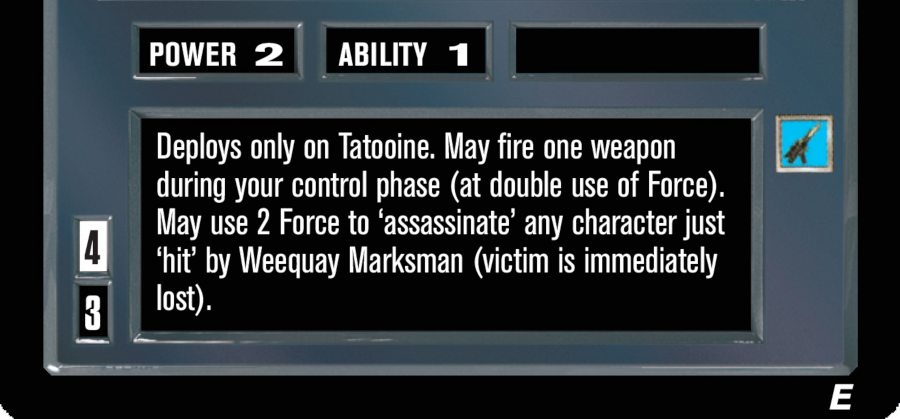 POWER 2 ABILITY 1
Deploys only on Tatooine. May fire one weapon
during your control phase (at double use of Force).
May use 2 Force to ‘assassinate’ any character just
‘hit’ by Weequay Marksman (victim is immediately
lost).
4
3
E